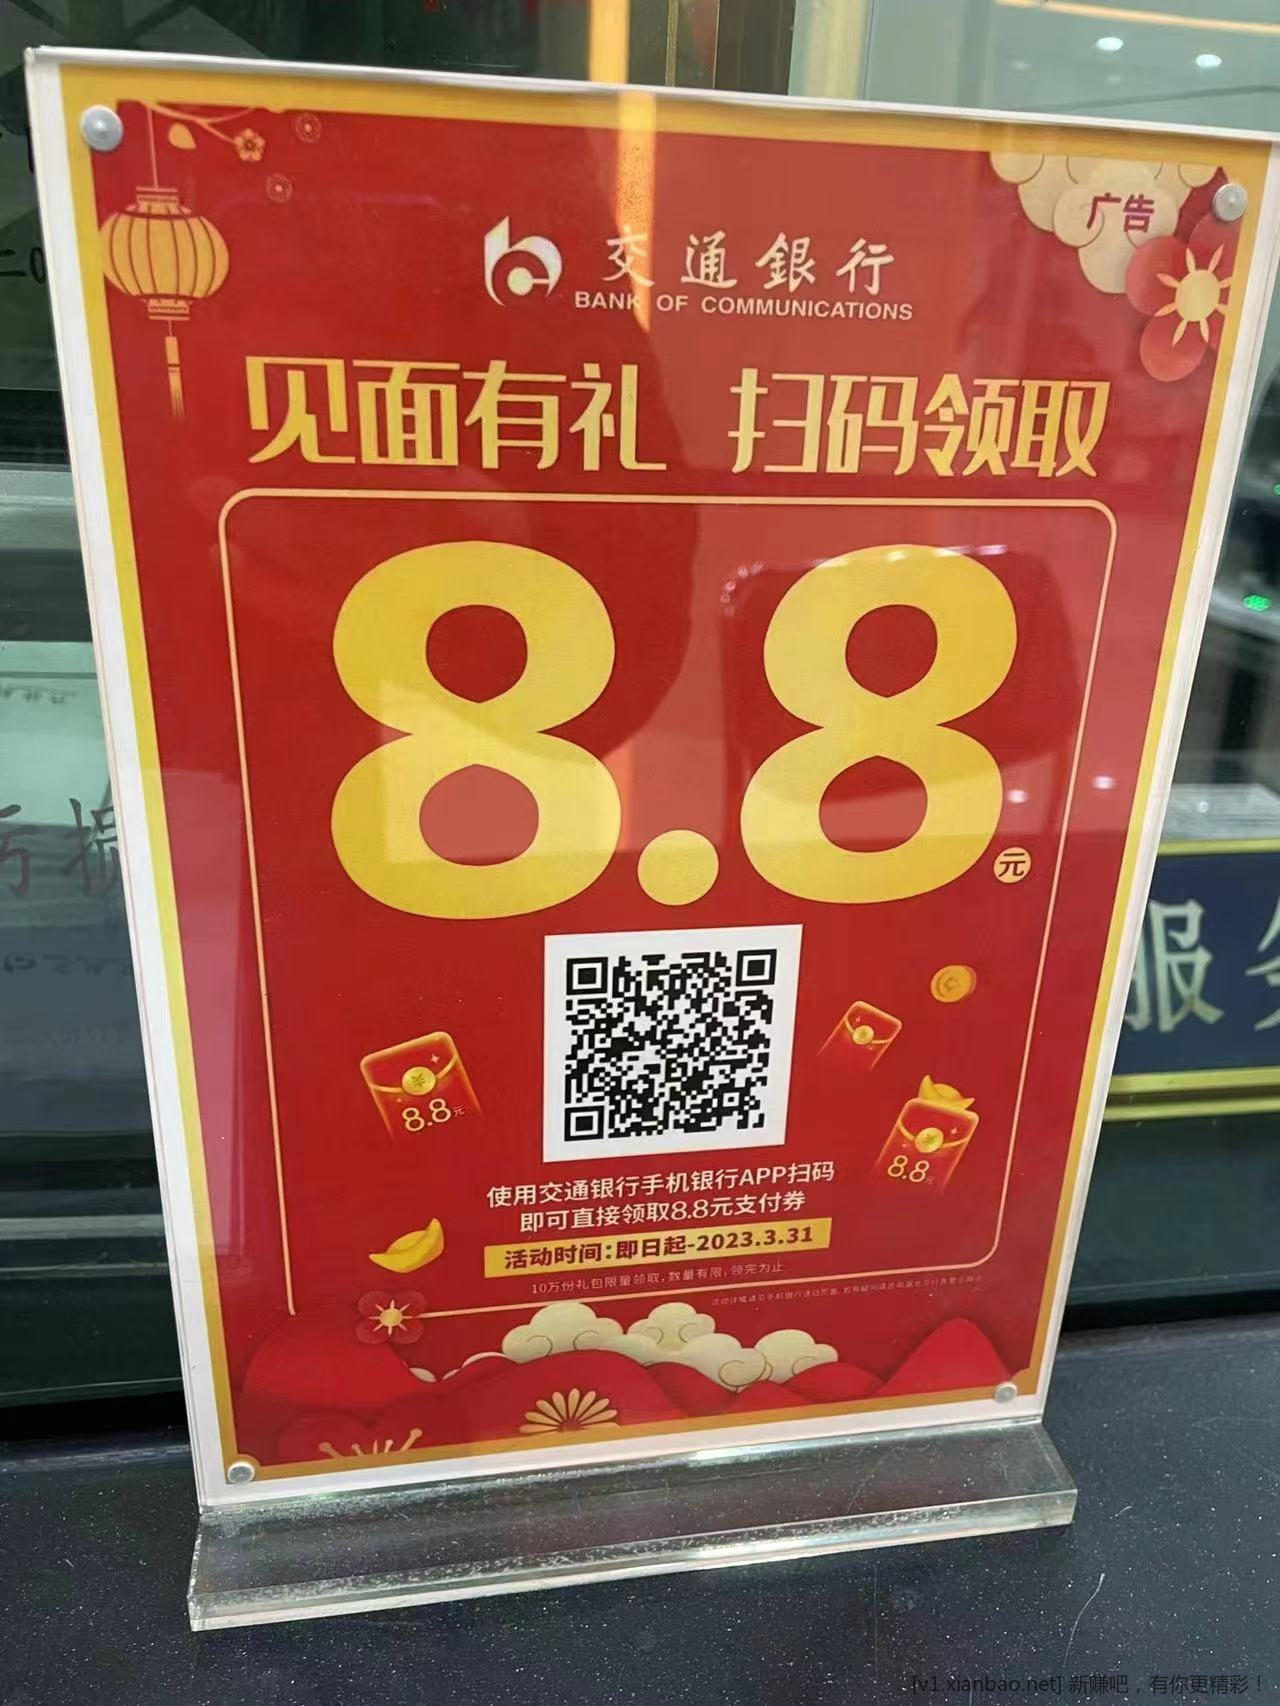 广告
交通銀行
BANK OF COMMUNICATIONS
见面有礼 扫码领取
8.8元
8.8元
8.8元
使用交通银行手机银行APP扫码
即可直接领取8.8元支付券
活动时间:即日起-2023.3.31
10万份礼包限量领取,数量有限,领完为止
服
[v1.xianbao.net] 新赚吧，有你更精彩！